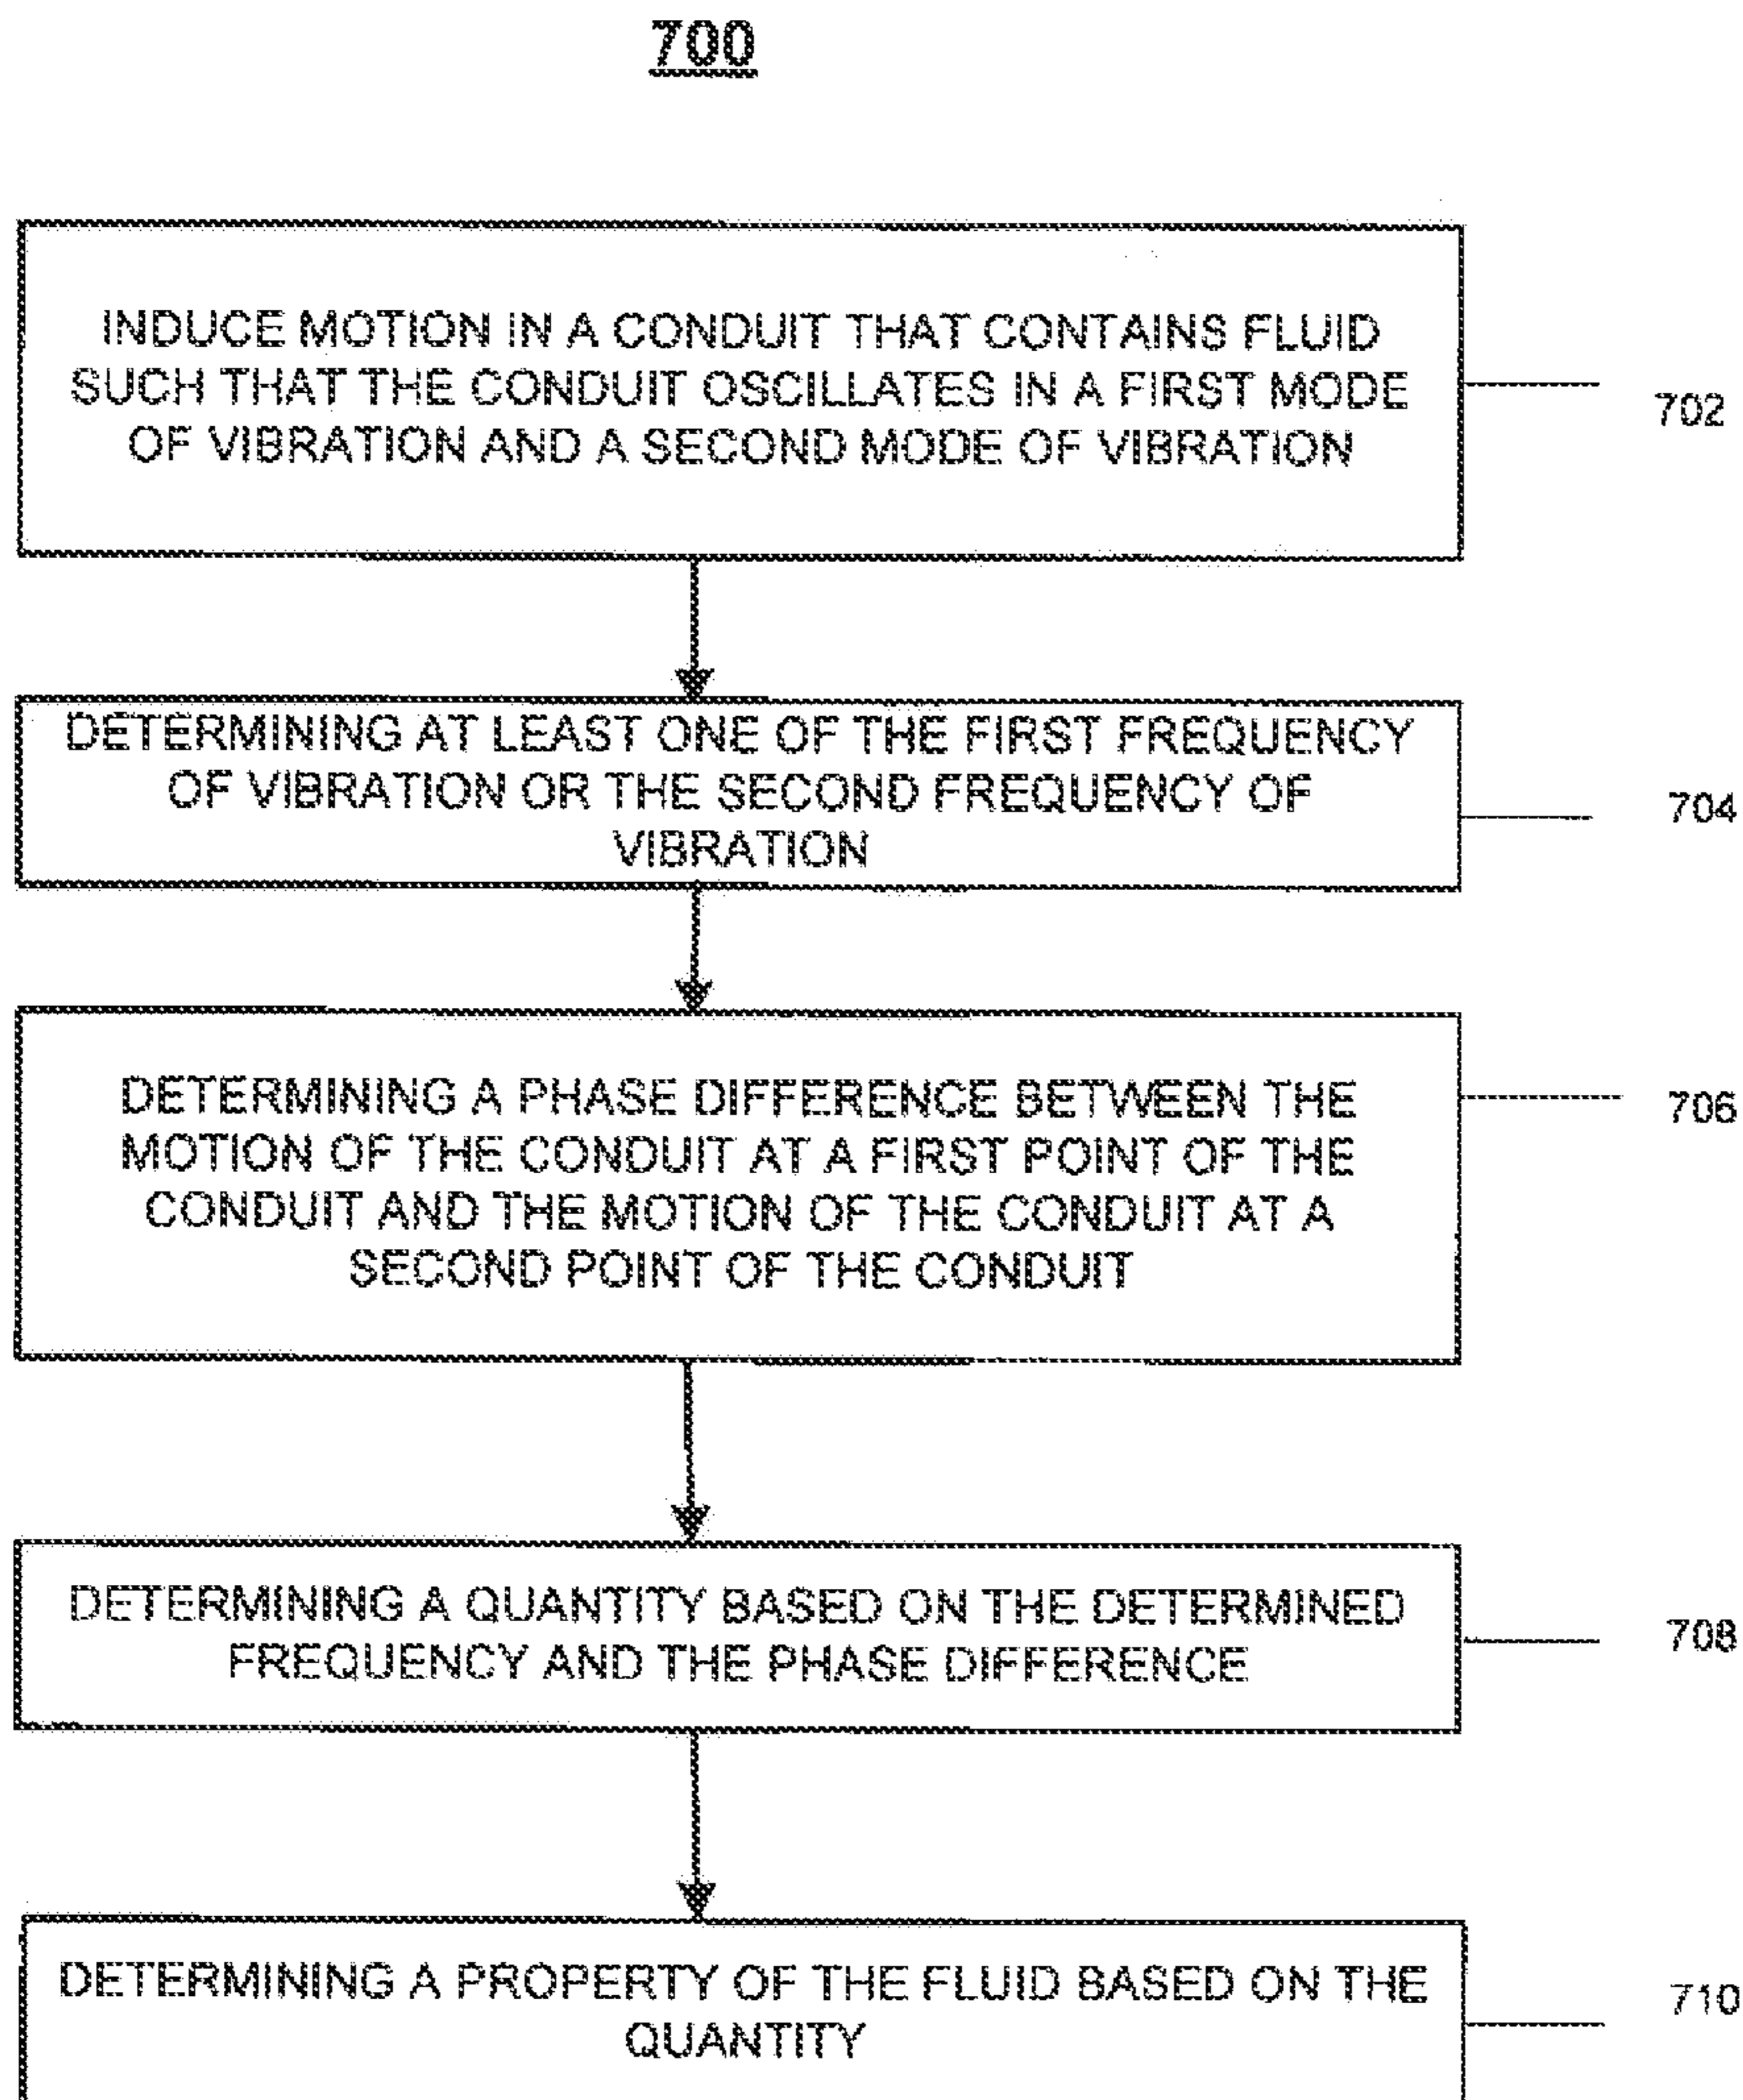 700
INDUCE MOTION IN A CONDUIT THAT CONTAINS FLUID
SUCH THAT THE CONDUIT OSCILLATES IN A FIRST MODE
OF VIBRATION AND A SECOND MODE OF VIBRATION
702
DETERMINING AT LEAST ONE OF THE FIRST FREQUENCY
OF VIBRATION OR THE SECOND FREQUENCY OF
VIBRATION
704
DETERMINING A PHASE DIFFERENCE BETWEEN THE
MOTION OF THE CONDUIT AT A FIRST POINT OF THE
CONDUIT AND THE MOTION OF THE CONDUIT AT A
SECOND POINT OF THE CONDUIT
706
DETERMINING A QUANTITY BASED ON THE DETERMINED
FREQUENCY AND THE PHASE DIFFERENCE
708
DETERMINING A PROPERTY OF THE FLUID BASED ON THE
QUANTITY
710